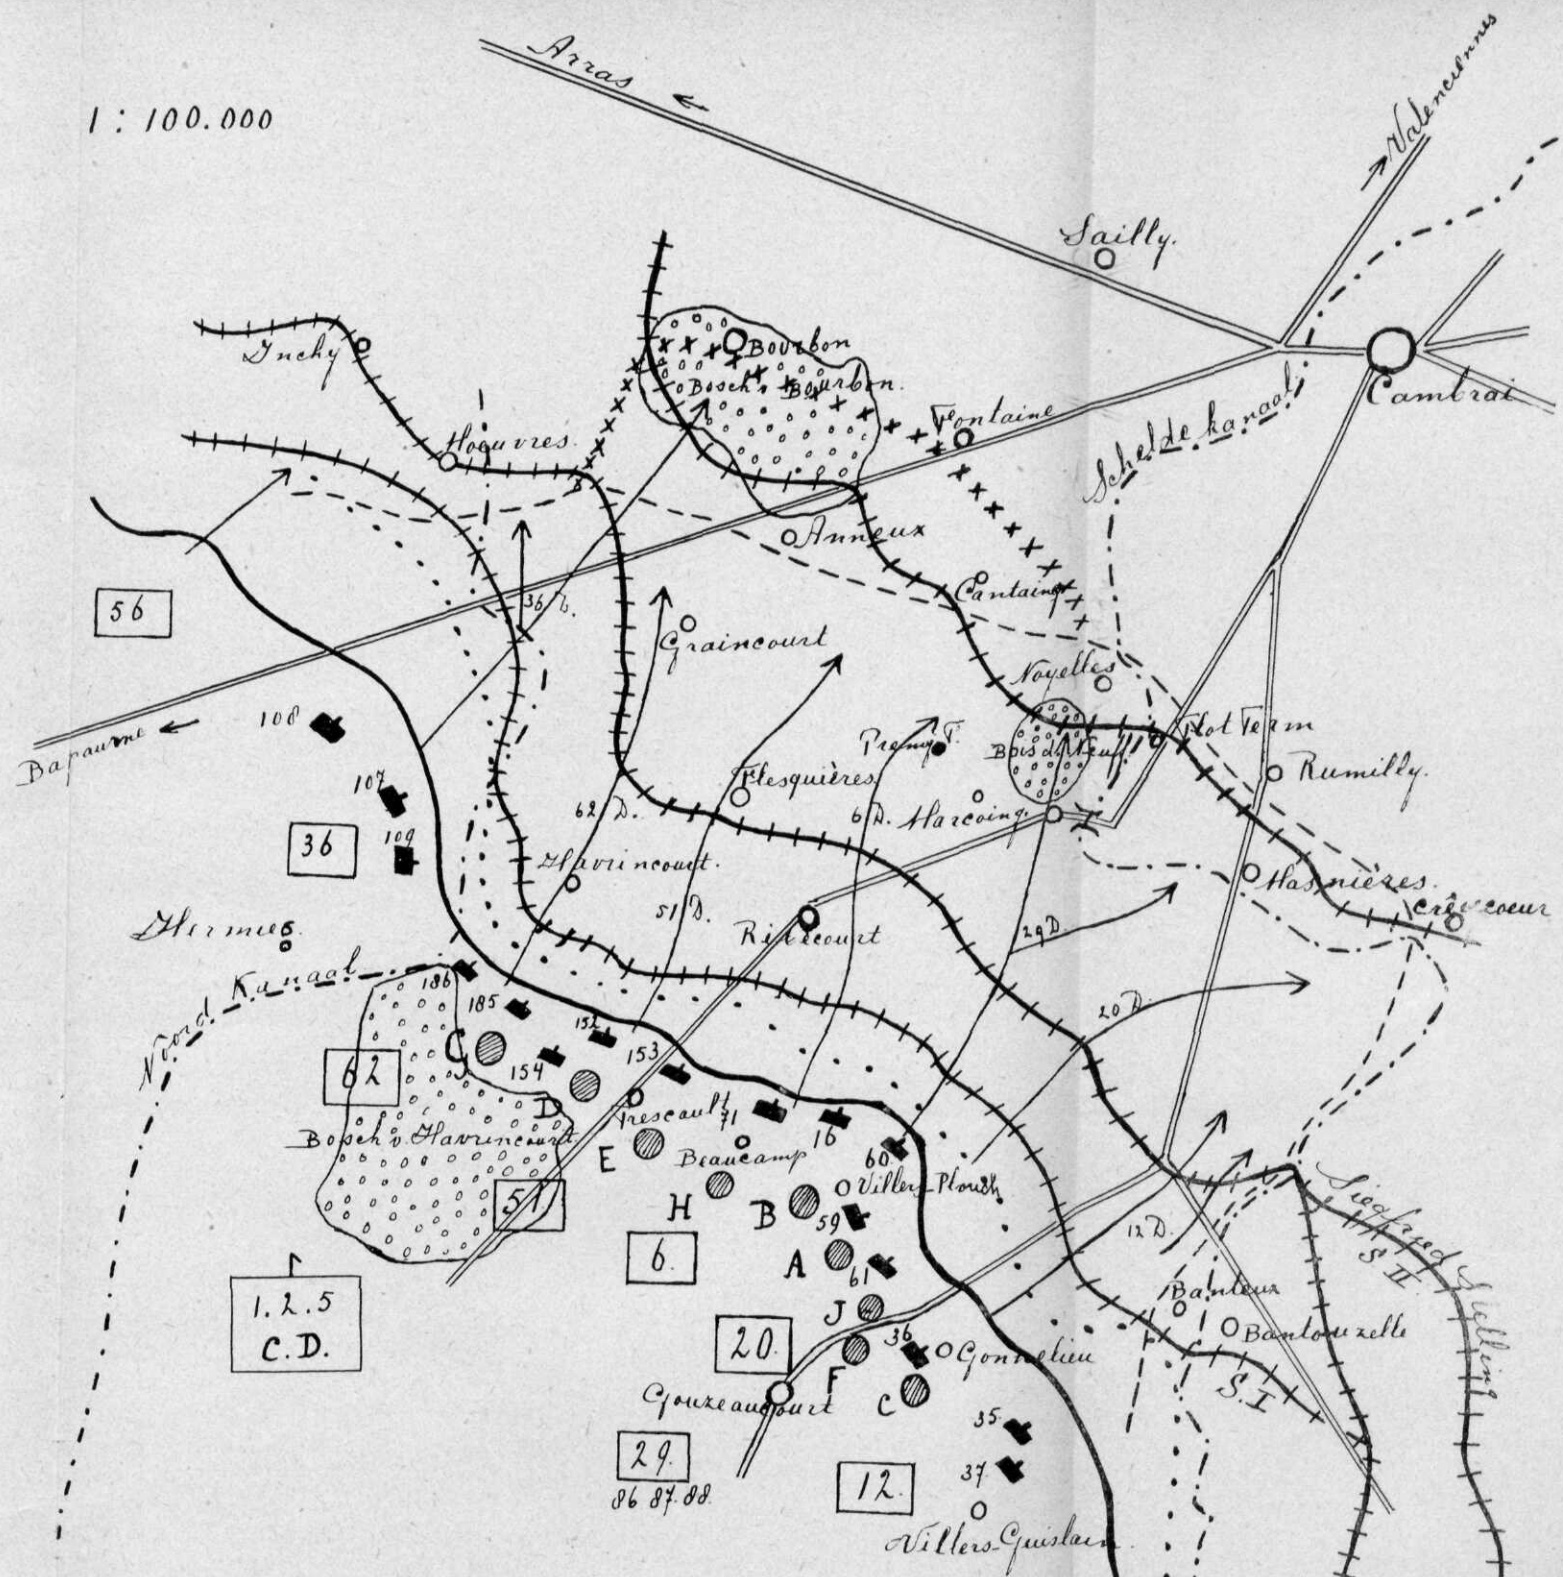 Arras
Valenciennes
1 : 100.000
Sailly.
Inchy
Bourbon
Bosch v. Bourbon.
Cambrai
Fontaine
Schelde kanaal
Moeuvres.
Anneux
Cantaing
56
36 D.
Graincourt
Noyelles
108
Bapaume
Premy T.
Bois d. Neuff
Flot Ferm
Rumilly.
107
Flesquières
62 D.
6 D.
Marcoing.
36
109
Havrincourt.
Masnières.
Crèvecoeur
51 D.
Hermies.
Ribécourt
29 D.
Noord Kanaal
186
185
152
20 D.
G
154
153
62
D
Trescault
71
16
Bosch v. Havrincourt
E
Beaucamp
60
Villers-Plouich
H
B
59
51
12 D.
Siegfried Stelling
S II
6.
A
61
Banteux
1.2.5
C.D.
J
Bantouzelle
20.
36
Gonnelieu
F
S.I
Gouzeaucourt
C
35
29.
86 87. 88.
12.
37
Villers-Guislain.